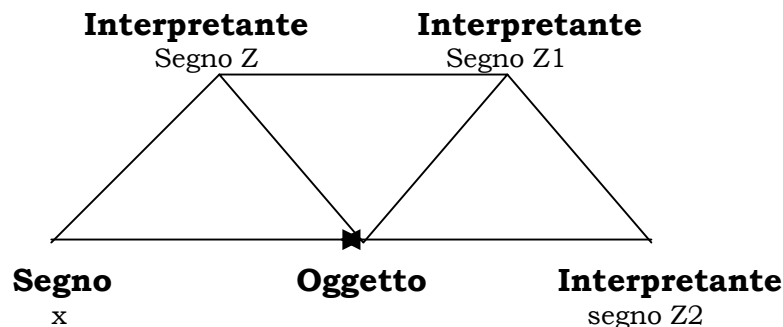 Interpretante Interpretante
Segno Z Segno Z1
Segno Oggetto Interpretante
x segno Z2